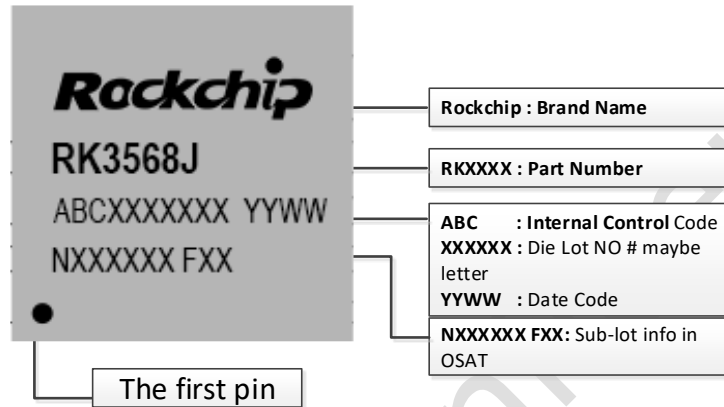 Rockchip
RK3568J
ABCXXXXXXX YYWW
NXXXXXX FXX
The first pin
Rockchip : Brand Name
RKXXXX : Part Number
ABC : Internal Control Code
XXXXXX : Die Lot NO # maybe
letter
YYWW : Date Code
NXXXXXX FXX: Sub-lot info in
OSAT